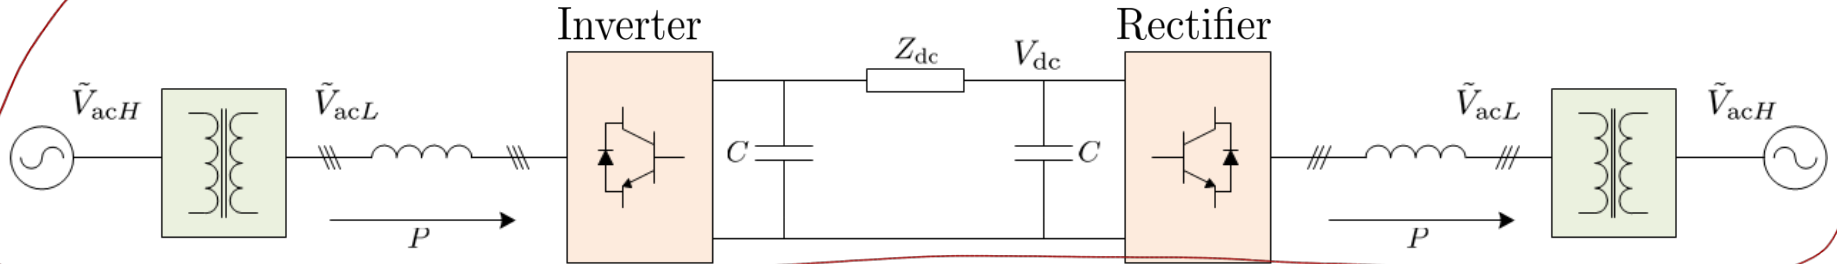 Inverter
Rectifier
Z_dc
V_dc
Ṽ_acH
Ṽ_acL
Ṽ_acL
Ṽ_acH
C
C
P
P